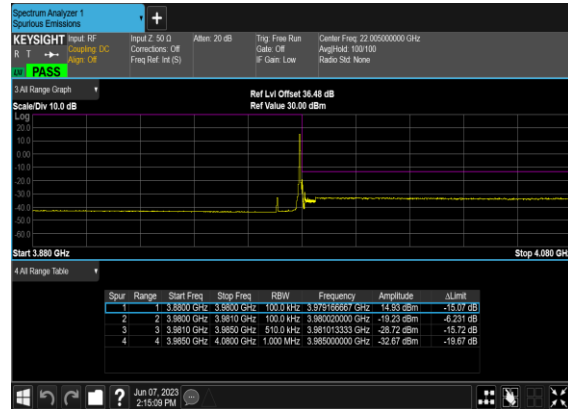 Spectrum Analyzer 1
Spurious Emissions
KEYSIGHT Input: RF Input Z: 50 Ω Atten: 20 dB Trig: Free Run Center Freq: 22.005000000 GHz
R T Coupling: DC Corrections: Off Gate: Off Avg|Hold: 100/100
Align: Off Freq Ref: Int (S) IF Gain: Low Radio Std: None
LW PASS
3 All Range Graph
Ref Lvl Offset 36.48 dB
Scale/Div 10.0 dB Ref Value 30.00 dBm
Log
20.0
10.0
0.00
-10.0
-20.0
-30.0
-40.0
-50.0
-60.0
Start 3.880 GHz Stop 4.080 GHz
4 All Range Table
Spur Range Start Freq Stop Freq RBW Frequency Amplitude ΔLimit
1 1 3.8800 GHz 3.9800 GHz 100.0 kHz 3.979166667 GHz 14.93 dBm -15.07 dB
2 2 3.9800 GHz 3.9810 GHz 100.0 kHz 3.980020000 GHz -19.23 dBm -6.231 dB
3 3 3.9810 GHz 3.9850 GHz 510.0 kHz 3.981013333 GHz -28.72 dBm -15.72 dB
4 4 3.9850 GHz 4.0800 GHz 1.000 MHz 3.985000000 GHz -32.67 dBm -19.67 dB
? Jun 07, 2023
2:15:09 PM